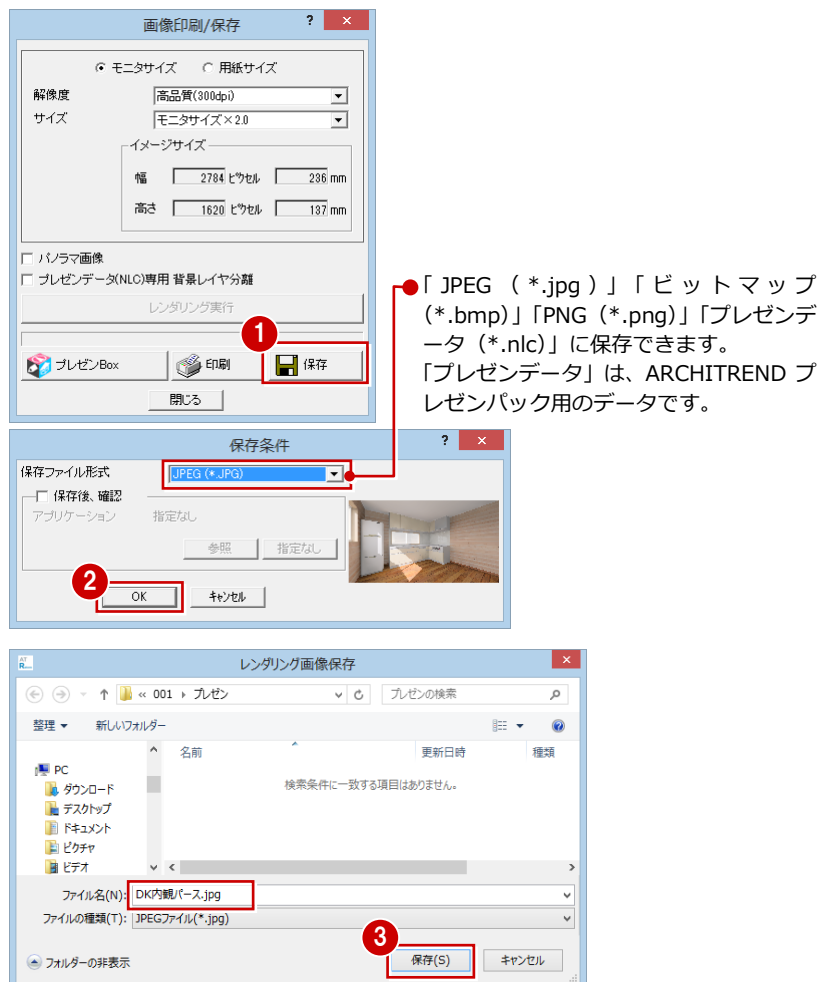 画像印刷/保存 ? ×
モニタサイズ 用紙サイズ
解像度 高品質(300dpi)
サイズ モニタサイズ×2.0
イメージサイズ
幅 2784 ピクセル 236 mm
高さ 1620 ピクセル 137 mm
パノラマ画像
プレゼンデータ(NLC)専用 背景レイヤ分離
レンダリング実行
1
プレゼンBox 印刷 保存
閉じる
「JPEG（*.jpg）」「ビットマップ
（*.bmp）」「PNG（*.png）」「プレゼンデ
ータ（*.nlc）」に保存できます。
「プレゼンデータ」は、ARCHITREND プ
レゼンパック用のデータです。
保存条件 ? ×
保存ファイル形式 JPEG (*.JPG)
保存後、確認
アプリケーション 指定なし
参照 指定なし
2
OK キャンセル
レンダリング画像保存 ×
« 001 プレゼン プレゼンの検索
整理 新しいフォルダー
名前 更新日時 種類
検索条件に一致する項目はありません。
PC
ダウンロード
デスクトップ
ドキュメント
ピクチャ
ビデオ
ファイル名(N): DK内観パース.jpg
ファイルの種類(T): JPEGファイル(*.jpg)
3
フォルダーの非表示 保存(S) キャンセル